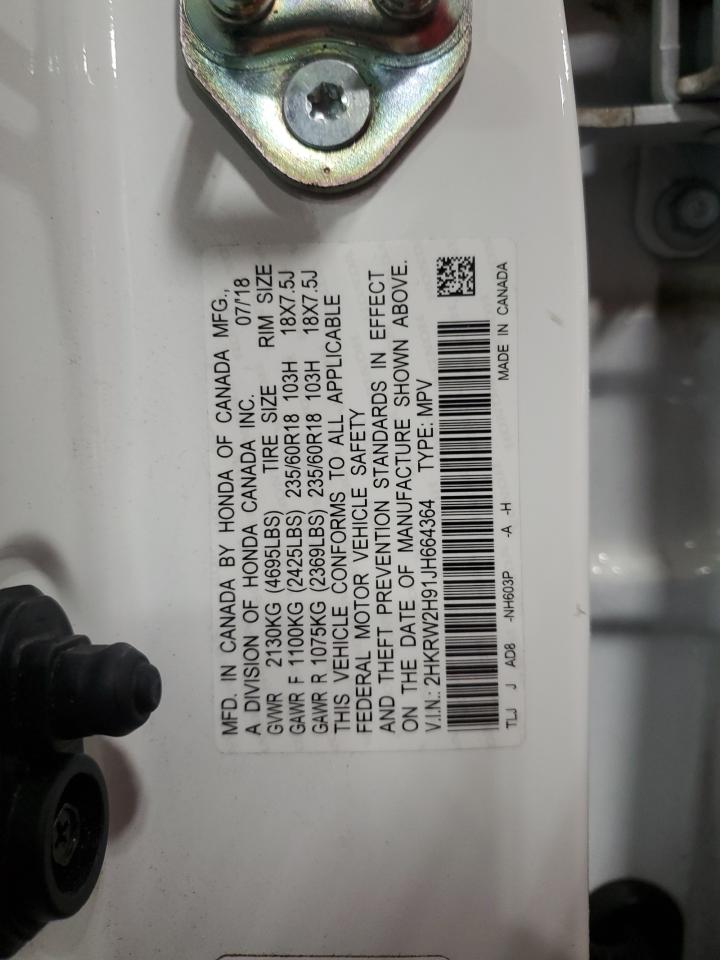 MFD. IN CANADA BY HONDA OF CANADA MFG.,
A DIVISION OF HONDA CANADA INC. 07/18
GVWR 2130KG (4695LBS) TIRE SIZE RIM SIZE
GAWR F 1100KG (2425LBS) 235/60R18 103H 18X7.5J
GAWR R 1075KG (2369LBS) 235/60R18 103H 18X7.5J
THIS VEHICLE CONFORMS TO ALL APPLICABLE
FEDERAL MOTOR VEHICLE SAFETY
AND THEFT PREVENTION STANDARDS IN EFFECT
ON THE DATE OF MANUFACTURE SHOWN ABOVE.
V.I.N.: 2HKRW2H91JH664364 TYPE: MPV
TLJ J AD8 -NH603P -A -H MADE IN CANADA